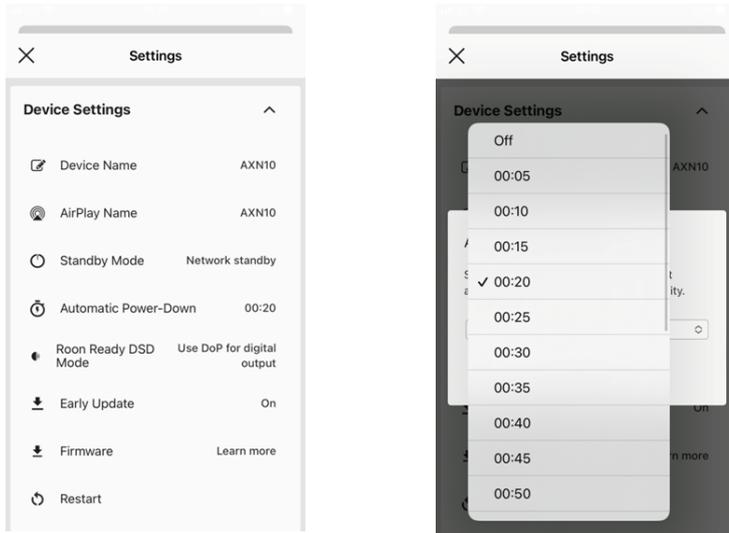 Settings
Device Settings
Device Name AXN10
AirPlay Name AXN10
Standby Mode Network standby
Automatic Power-Down 00:20
Roon Ready DSD Mode Use DoP for digital output
Early Update On
Firmware Learn more
Restart
Settings
Device Settings
Off
AXN10
00:05
00:10
00:15
00:20
ity.
00:25
00:30
00:35
00:40
On
00:45
n more
00:50